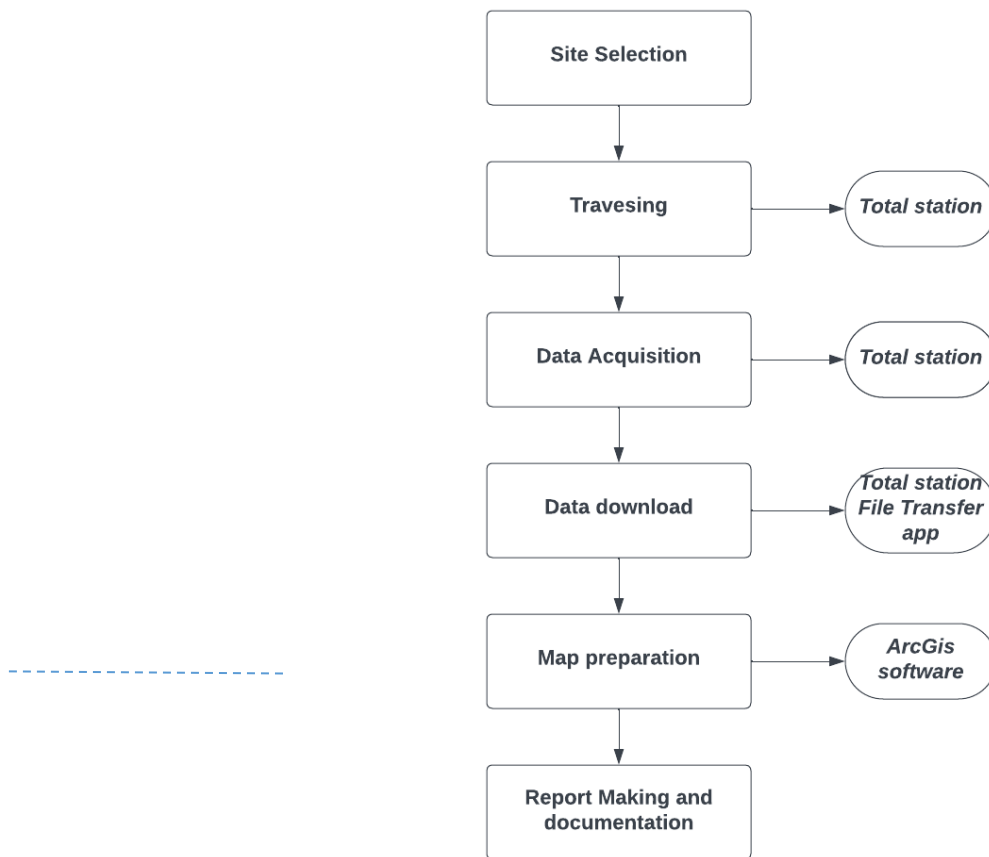 Site Selection
Travesing
Total station
Data Acquisition
Total station
Data download
Total station
File Transfer
app
Map preparation
ArcGis
software
Report Making and
documentation